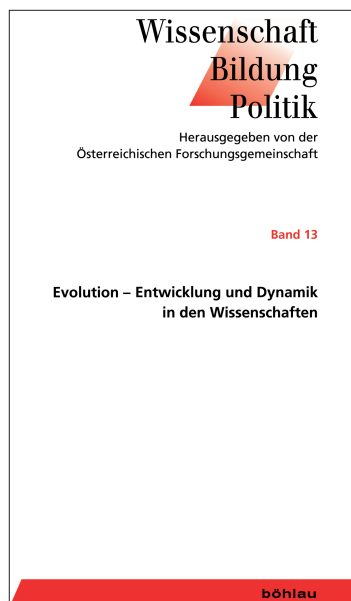 Wissenschaft
Bildung
Politik
Herausgegeben von der
Österreichischen Forschungsgemeinschaft
Band 13
Evolution – Entwicklung und Dynamik
in den Wissenschaften
böhlau